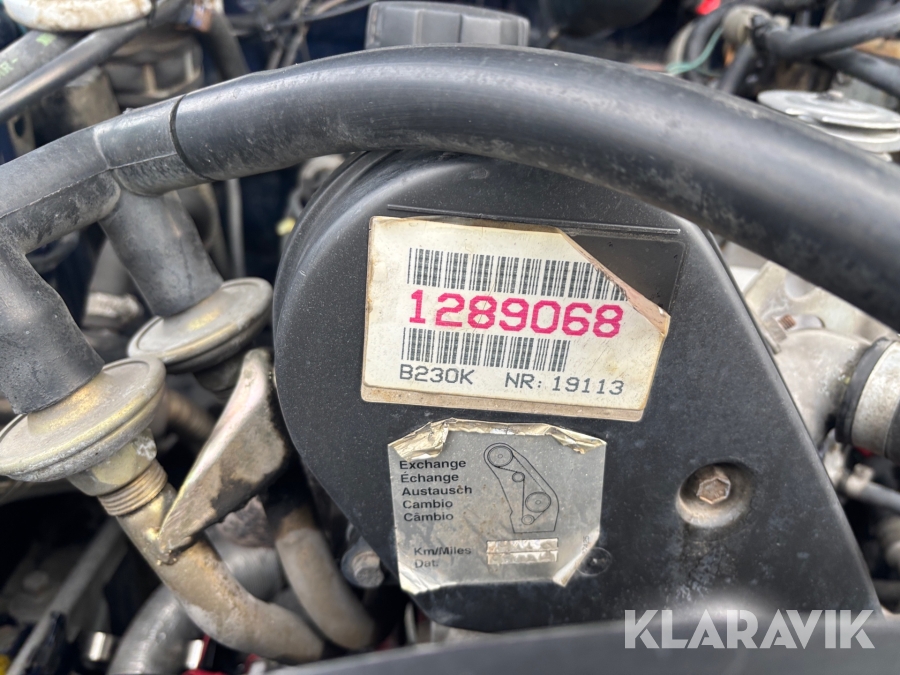 1289068
B230K NR: 19113
Exchange
Échange
Austausch
Cambio
Câmbio
Km/Miles
Dat.
KLARAVIK